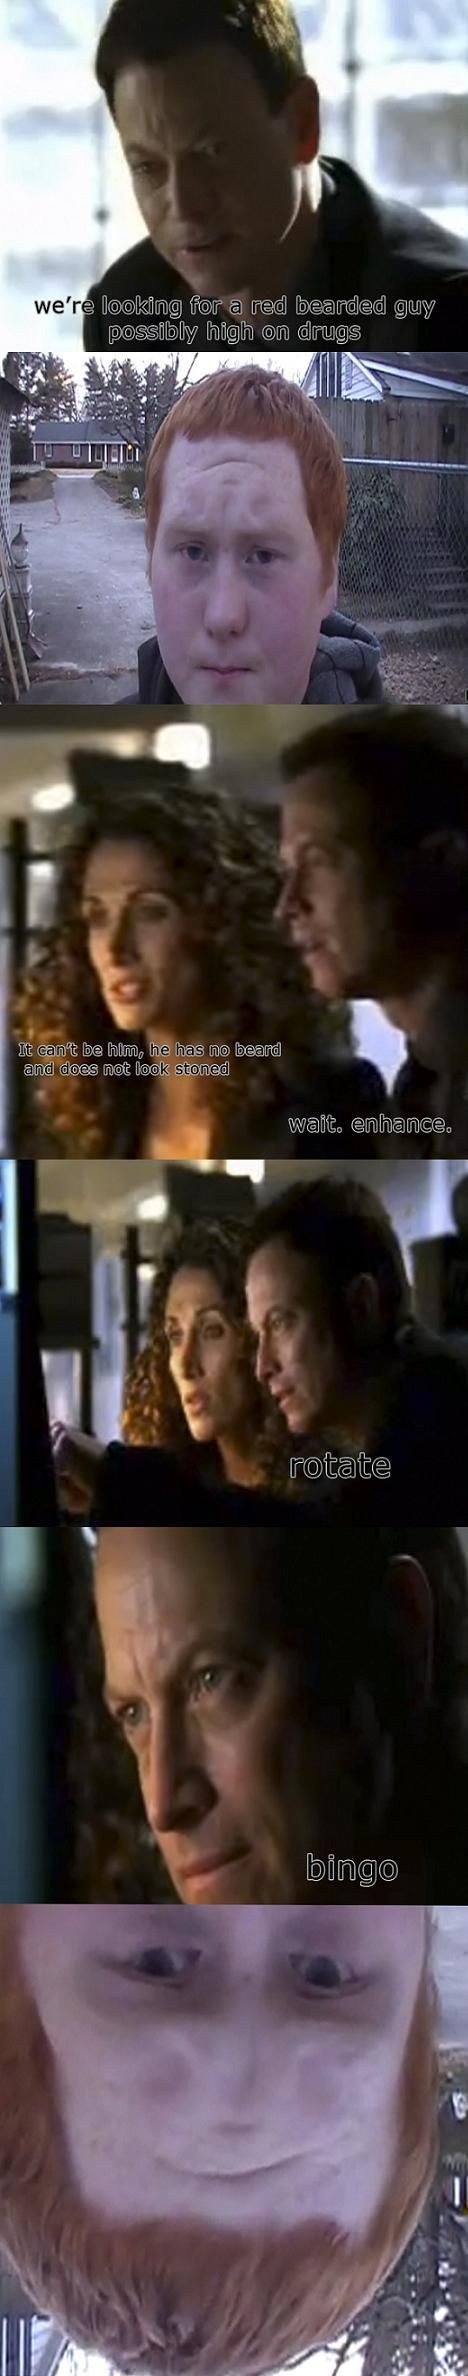 we're looking for a red bearded guy
possibly high on drugs
It can't be him, he has no beard
and does not look stoned
wait. enhance.
rotate
bingo